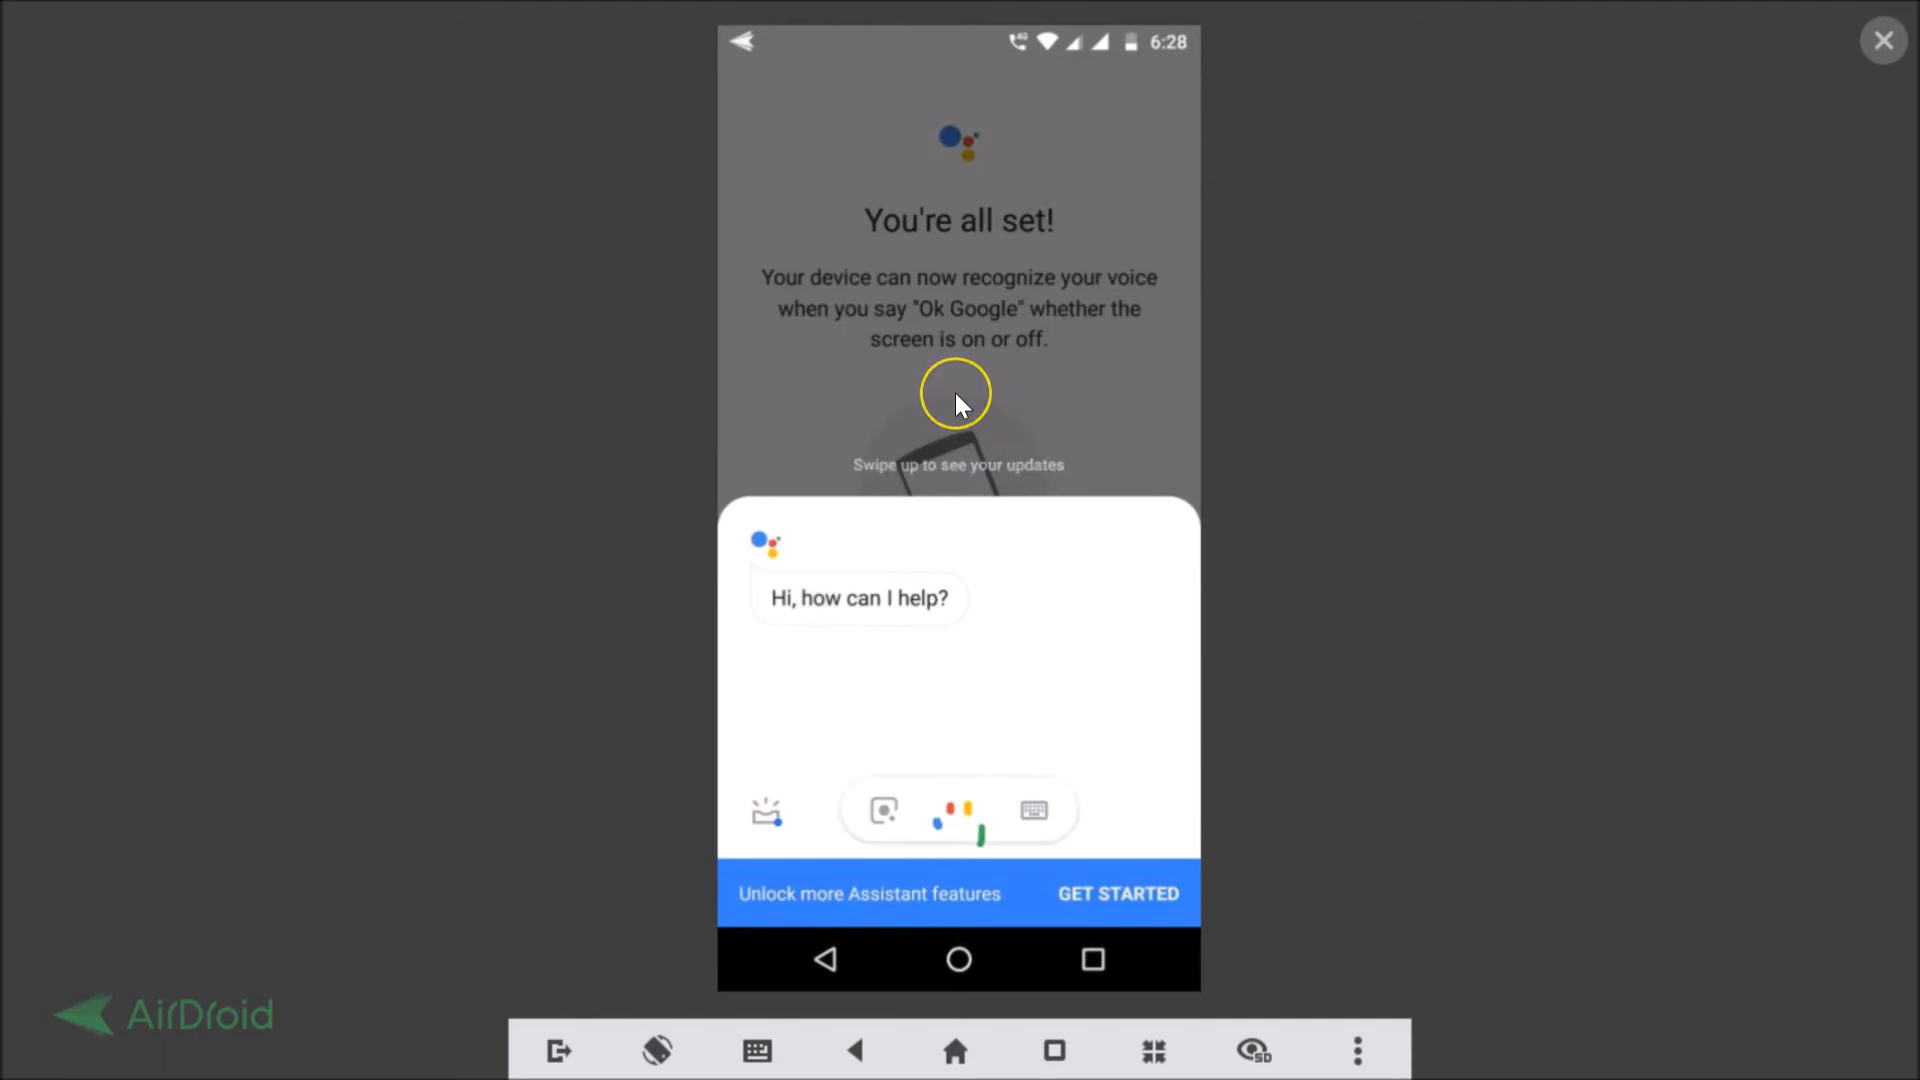 4G
6:28
You're all set!
Your device can now recognize your voice
when you say "Ok Google" whether the
screen is on or off.
Swipe up to see your updates
Hi, how can I help?
Unlock more Assistant features GET STARTED
AirDroid
SD